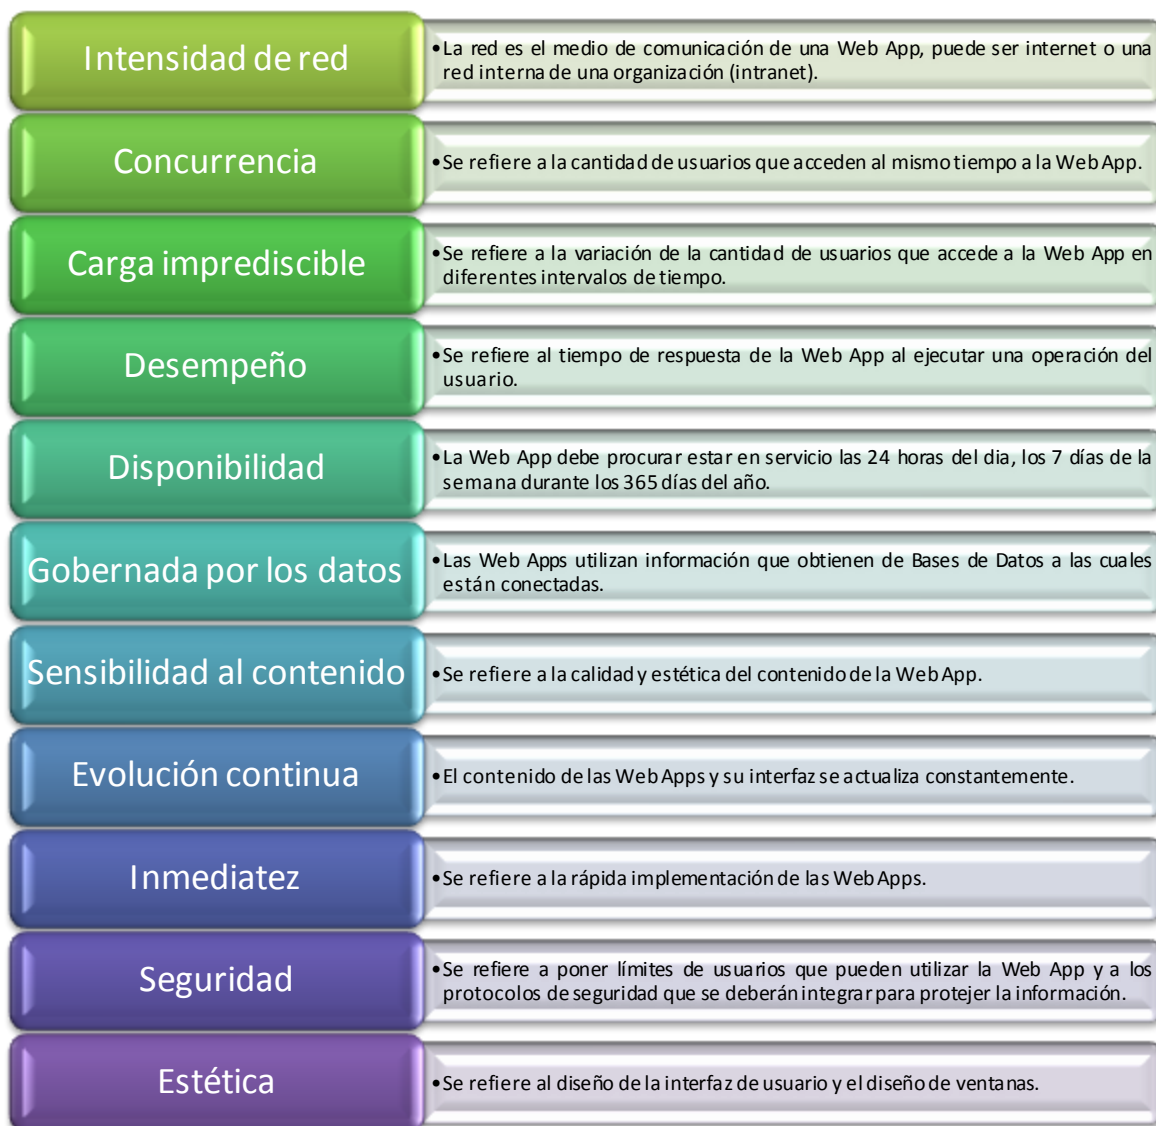 Intensidad de red
•La red es el medio de comunicación de una Web App, puede ser internet o una
red interna de una organización (intranet).
Concurrencia
•Se refiere a la cantidad de usuarios que acceden al mismo tiempo a la Web App.
Carga imprediscible
•Se refiere a la variación de la cantidad de usuarios que accede a la Web App en
diferentes intervalos de tiempo.
Desempeño
•Se refiere al tiempo de respuesta de la Web App al ejecutar una operación del
usuario.
Disponibilidad
•La Web App debe procurar estar en servicio las 24 horas del dia, los 7 días de la
semana durante los 365 días del año.
Gobernada por los datos
•Las Web Apps utilizan información que obtienen de Bases de Datos a las cuales
están conectadas.
Sensibilidad al contenido
•Se refiere a la calidad y estética del contenido de la Web App.
Evolución continua
•El contenido de las Web Apps y su interfaz se actualiza constantemente.
Inmediatez
•Se refiere a la rápida implementación de las Web Apps.
Seguridad
•Se refiere a poner límites de usuarios que pueden utilizar la Web App y a los
protocolos de seguridad que se deberán integrar para protejer la información.
Estética
•Se refiere al diseño de la interfaz de usuario y el diseño de ventanas.